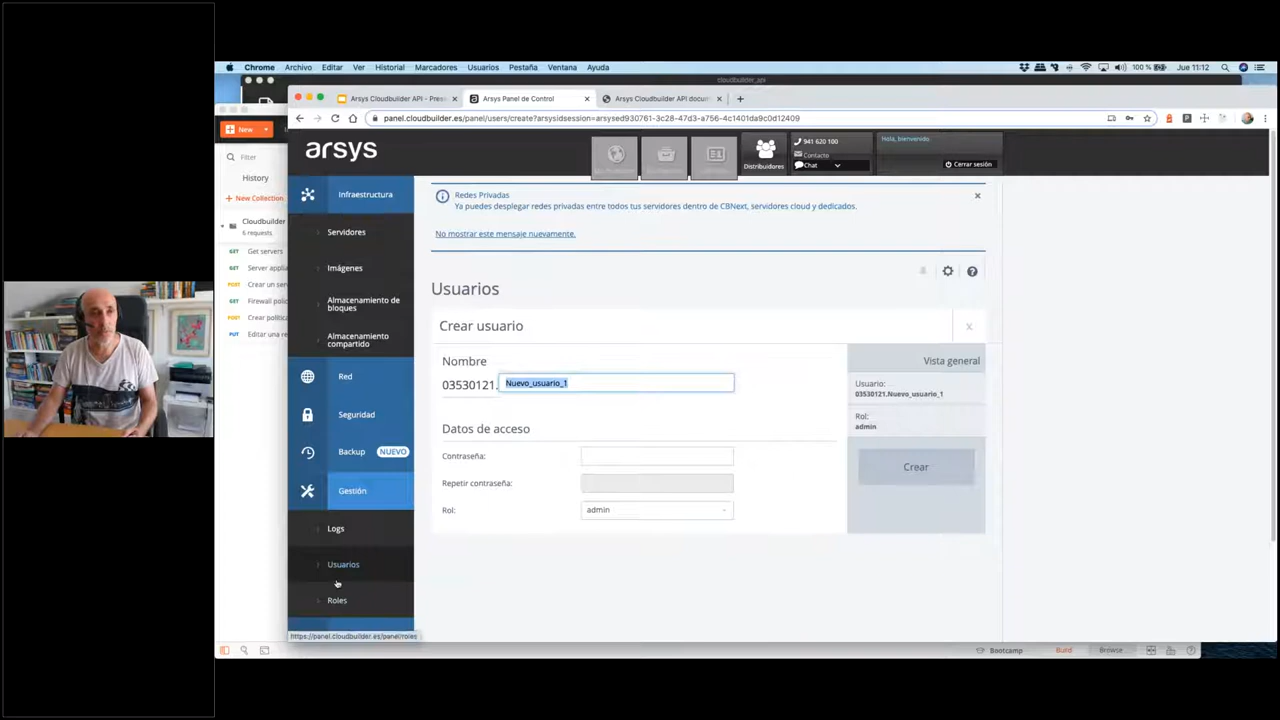 Chrome Archivo Editar Ver Historial Marcadores Usuarios Pestaña Ventana Ayuda
100 % Jue 11:12
cloudbuilder_api
Arsys Cloudbuilder API - Pres
Arsys Panel de Control
Arsys Cloudbuilder API docum
panel.cloudbuilder.es/panel/users/create?arsysidsession=arsysed930761-3c28-47d3-a756-4c1401da9c0d12409
New
Filter
History
New Collection
Cloudbuilder
6 requests
GET Get servers
GET Server applia
POST Crear un ser
GET Firewall polic
POST Crear polític
PUT Editar una re
arsys
Distribuidores
941 620 100
Contacto
Chat
Hola, bienvenido
Cerrar sesión
Infraestructura
Servidores
Imágenes
Almacenamiento de
bloques
Almacenamiento
compartido
Red
Seguridad
Backup NUEVO
Gestión
Logs
Usuarios
Roles
Redes Privadas
Ya puedes desplegar redes privadas entre todos tus servidores dentro de CBNext, servidores cloud y dedicados.
No mostrar este mensaje nuevamente.
Usuarios
Crear usuario
Nombre
03530121. Nuevo_usuario_1
Datos de acceso
Contraseña:
Repetir contraseña:
Rol: admin
Vista general
Usuario:
03530121.Nuevo_usuario_1
Rol:
admin
Crear
https://panel.cloudbuilder.es/panel/roles
Bootcamp Build Browse